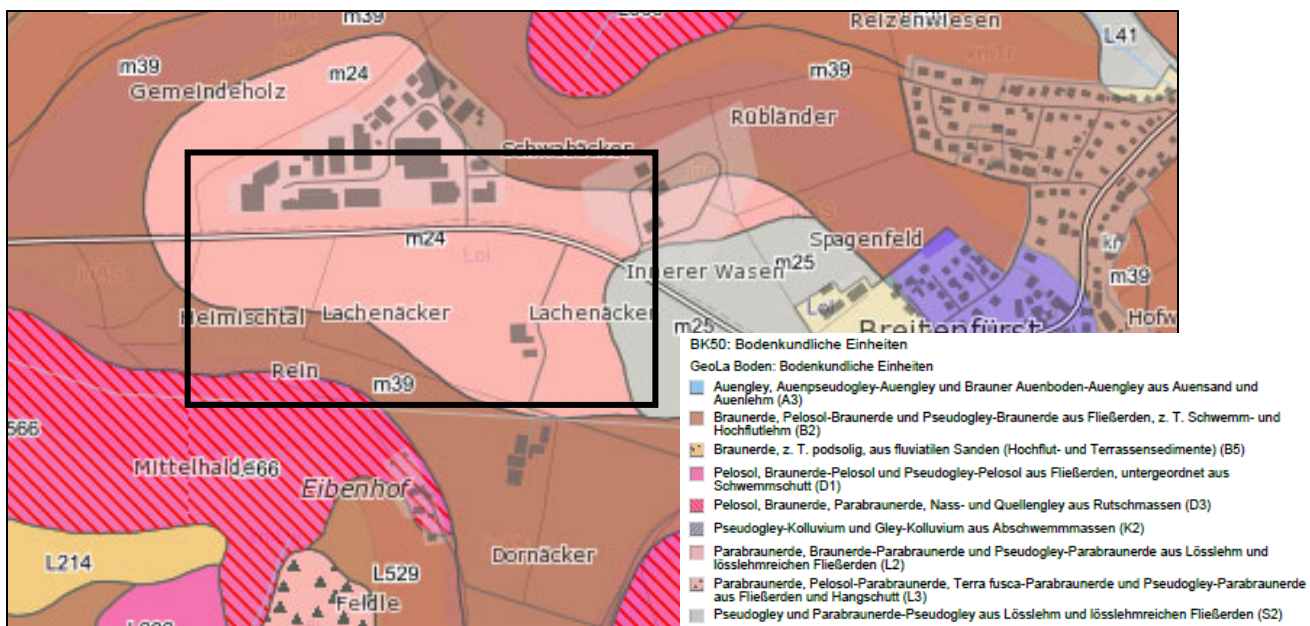 m39
Reizenwiesen
L41
m39
m24
m39
Gemeindeholz
Rübländer
Schwabäcker
m24
Spagenfeld
Innerer Wasen
m25
m39
Heimischtal
Lachenäcker
Lachenäcker
m25
Breitenfürst
Hofw
Rein
m39
566
Mittelhalde
L566
Eibenhof
L214
L529
Dornäcker
Feldle
BK50: Bodenkundliche Einheiten
GeoLa Boden: Bodenkundliche Einheiten
Auengley, Auenpseudogley-Auengley und Brauner Auenboden-Auengley aus Auensand und
Auenlehm (A3)
Braunerde, Pelosol-Braunerde und Pseudogley-Braunerde aus Fließerden, z. T. Schwemm- und
Hochflutlehm (B2)
Braunerde, z. T. podsolig, aus fluviatilen Sanden (Hochflut- und Terrassensedimente) (B5)
Pelosol, Braunerde-Pelosol und Pseudogley-Pelosol aus Fließerden, untergeordnet aus
Schwemmschutt (D1)
Pelosol, Braunerde, Parabraunerde, Nass- und Quellengley aus Rutschmassen (D3)
Pseudogley-Kolluvium und Gley-Kolluvium aus Abschwemmmassen (K2)
Parabraunerde, Braunerde-Parabraunerde und Pseudogley-Parabraunerde aus Lösslehm und
lösslehmreichen Fließerden (L2)
Parabraunerde, Pelosol-Parabraunerde, Terra fusca-Parabraunerde und Pseudogley-Parabraunerde
aus Fließerden und Hangschutt (L3)
Pseudogley und Parabraunerde-Pseudogley aus Lösslehm und lösslehmreichen Fließerden (S2)